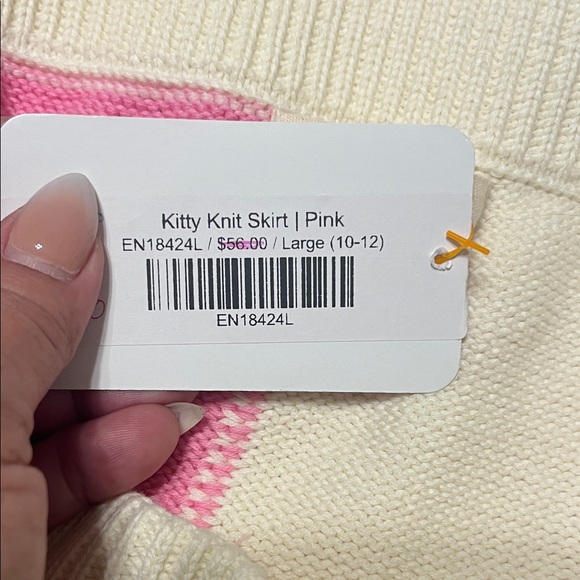 Kitty Knit Skirt | Pink
EN18424L / $56.00 / Large (10-12)
EN18424L